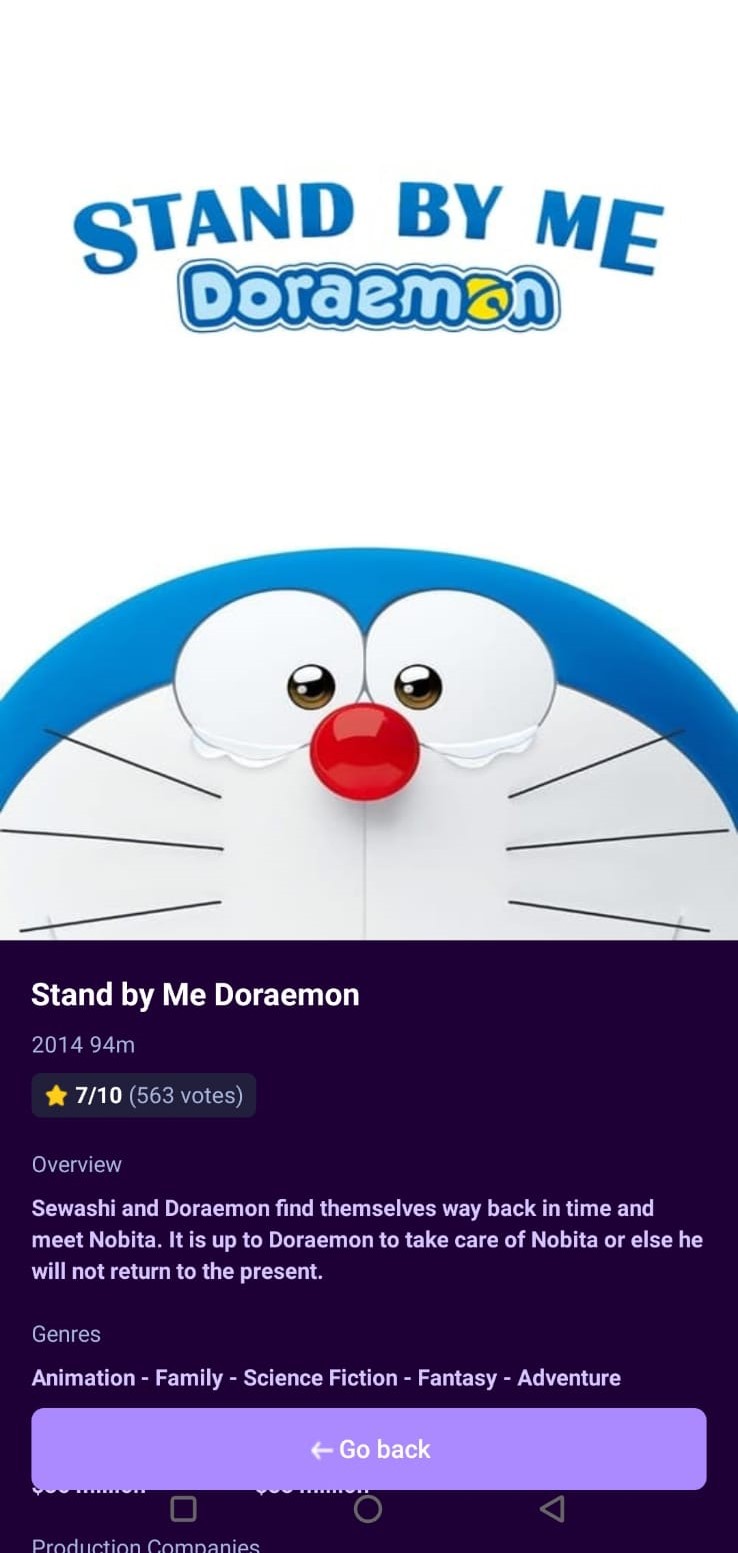 STAND BY ME
Doraemon
Stand by Me Doraemon
2014 94m
7/10 (563 votes)
Overview
Sewashi and Doraemon find themselves way back in time and
meet Nobita. It is up to Doraemon to take care of Nobita or else he
will not return to the present.
Genres
Animation - Family - Science Fiction - Fantasy - Adventure
Go back
Production Companies